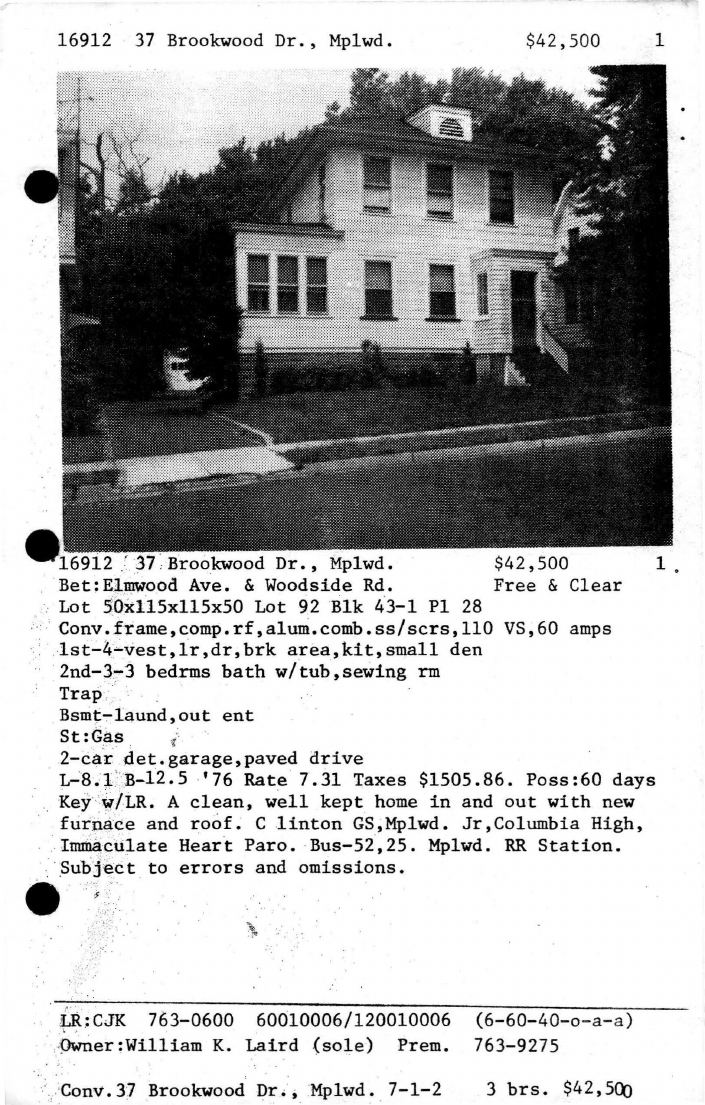 16912 37 Brookwood Dr., Mplwd. $42,500 1
16912 37 Brookwood Dr., Mplwd. $42,500 1
Bet:Elmwood Ave. & Woodside Rd. Free & Clear
Lot 50x115x115x50 Lot 92 Blk 43-1 Pl 28
Conv.frame,comp.rf,alum.comb.ss/scrs,110 VS,60 amps
1st-4-vest,lr,dr,brk area,kit,small den
2nd-3-3 bedrms bath w/tub,sewing rm
Trap
Bsmt-laund,out ent
St:Gas
2-car det.garage,paved drive
L-8.1 B-12.5 '76 Rate 7.31 Taxes $1505.86. Poss:60 days
Key w/LR. A clean, well kept home in and out with new
furnace and roof. C linton GS,Mplwd. Jr,Columbia High,
Immaculate Heart Paro. Bus-52,25. Mplwd. RR Station.
Subject to errors and omissions.
LR:CJK 763-0600 60010006/120010006 (6-60-40-o-a-a)
Owner:William K. Laird (sole) Prem. 763-9275
Conv.37 Brookwood Dr., Mplwd. 7-1-2 3 brs. $42,500